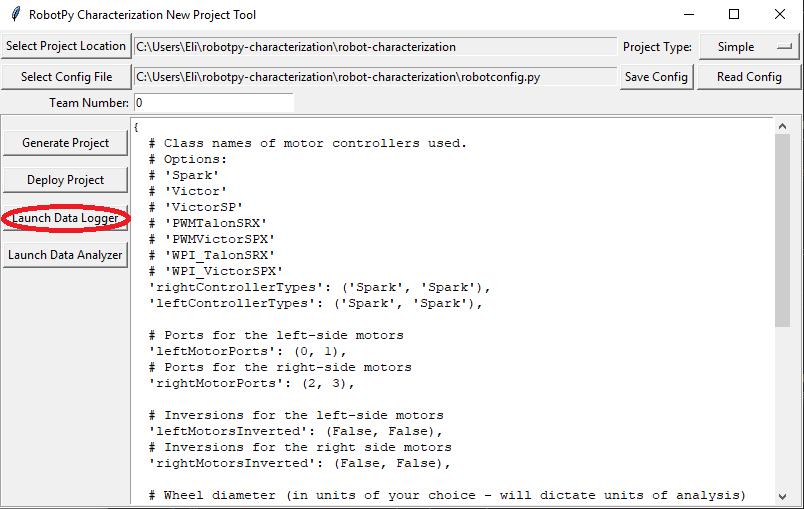 RobotPy Characterization New Project Tool
Select Project Location C:\Users\Eli\robotpy-characterization\robot-characterization Project Type: Simple
Select Config File C:\Users\Eli\robotpy-characterization\robot-characterization\robotconfig.py Save Config Read Config
Team Number: 0
Generate Project
Deploy Project
Launch Data Logger
Launch Data Analyzer
{
# Class names of motor controllers used.
# Options:
# 'Spark'
# 'Victor'
# 'VictorSP'
# 'PWMTalonSRX'
# 'PWMVictorSPX'
# 'WPI_TalonSRX'
# 'WPI_VictorSPX'
'rightControllerTypes': ('Spark', 'Spark'),
'leftControllerTypes': ('Spark', 'Spark'),
# Ports for the left-side motors
'leftMotorPorts': (0, 1),
# Ports for the right-side motors
'rightMotorPorts': (2, 3),
# Inversions for the left-side motors
'leftMotorsInverted': (False, False),
# Inversions for the right side motors
'rightMotorsInverted': (False, False),
# Wheel diameter (in units of your choice - will dictate units of analysis)